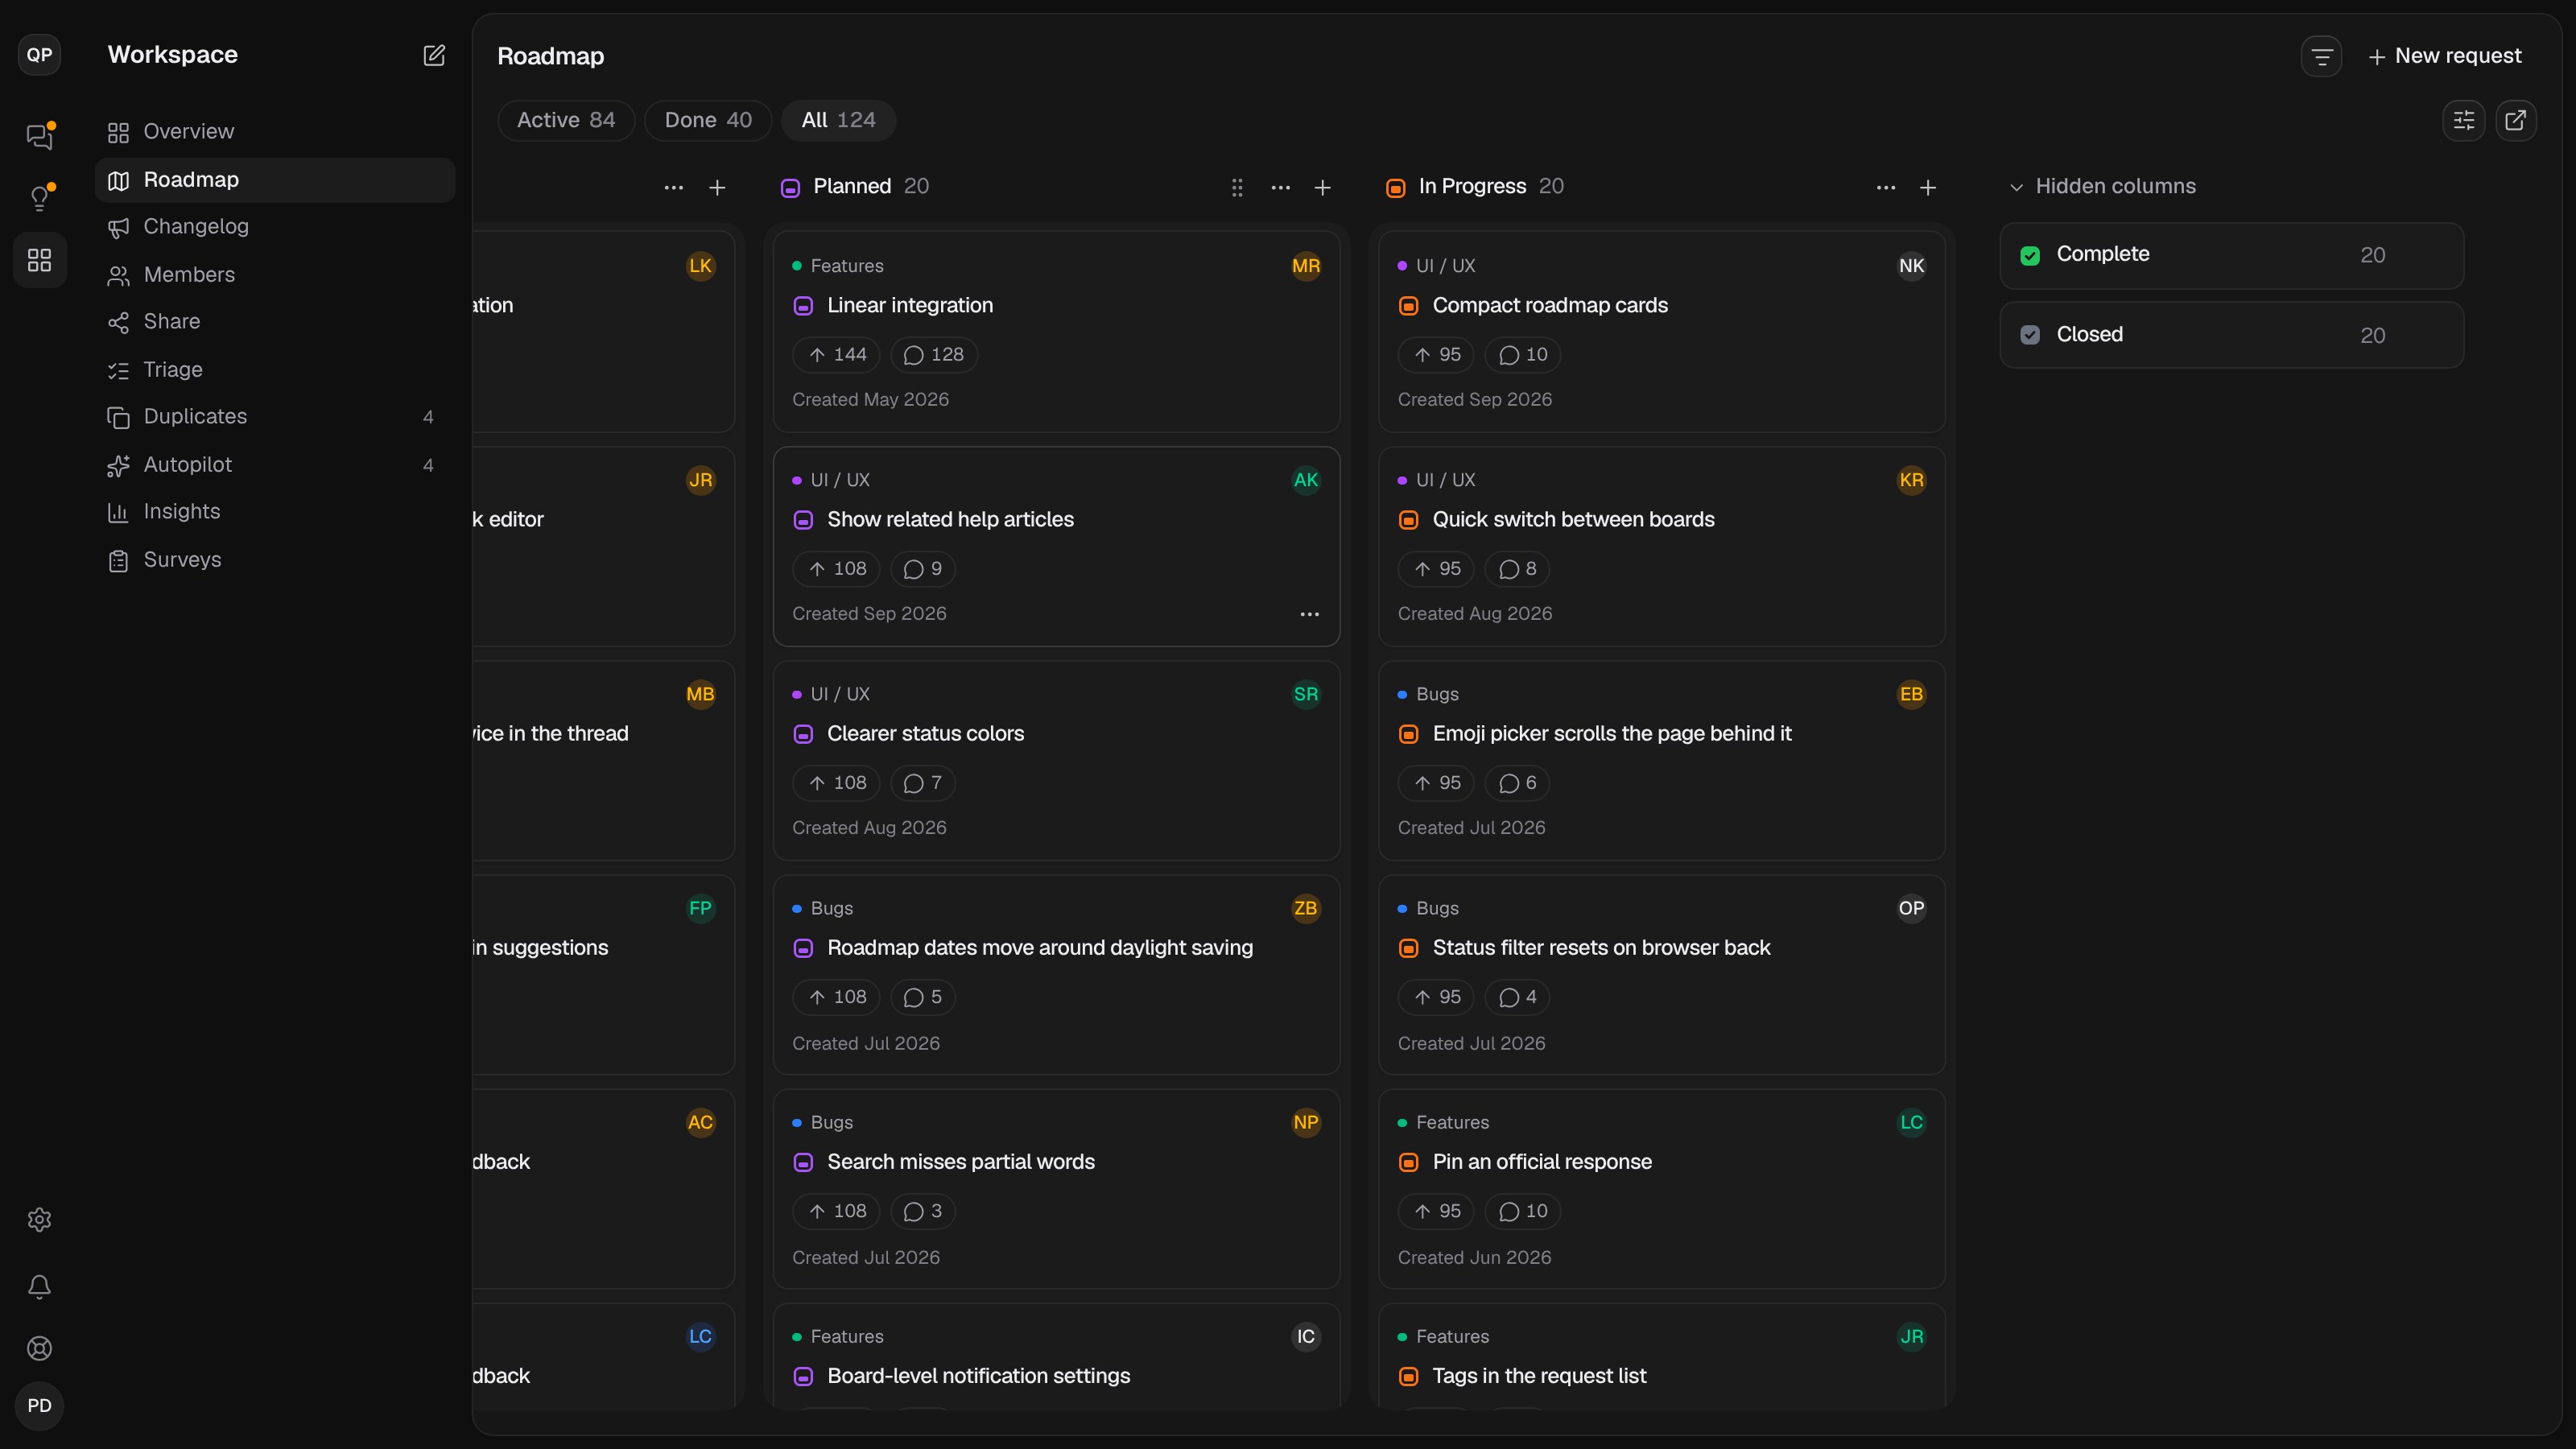 QP
Workspace
Overview
Roadmap
Changelog
Members
Share
Triage
Duplicates 4
Autopilot 4
Insights
Surveys
PD
Roadmap
New request
Active 84
Done 40
All 124
LK
JR
k editor
MB
in the thread
FP
in suggestions
AC
LC
Planned 20
Features MR
Linear integration
144 128
Created May 2026
UI / UX AK
Show related help articles
108 9
Created Sep 2026
UI / UX SR
Clearer status colors
108 7
Created Aug 2026
Bugs ZB
Roadmap dates move around daylight saving
108 5
Created Jul 2026
Bugs NP
Search misses partial words
108 3
Created Jul 2026
Features IC
Board-level notification settings
In Progress 20
UI / UX NK
Compact roadmap cards
95 10
Created Sep 2026
UI / UX KR
Quick switch between boards
95 8
Created Aug 2026
Bugs EB
Emoji picker scrolls the page behind it
95 6
Created Jul 2026
Bugs OP
Status filter resets on browser back
95 4
Created Jul 2026
Features LC
Pin an official response
95 10
Created Jun 2026
Features JR
Tags in the request list
Hidden columns
Complete 20
Closed 20